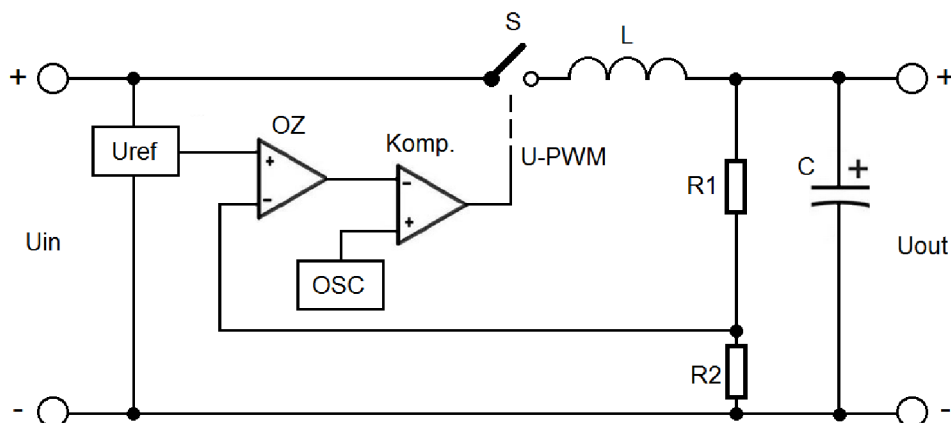 S
L
+
+
OZ
Komp.
Uref
+
-
-
+
U-PWM
R1
C
+
Uin
OSC
Uout
R2
-
-